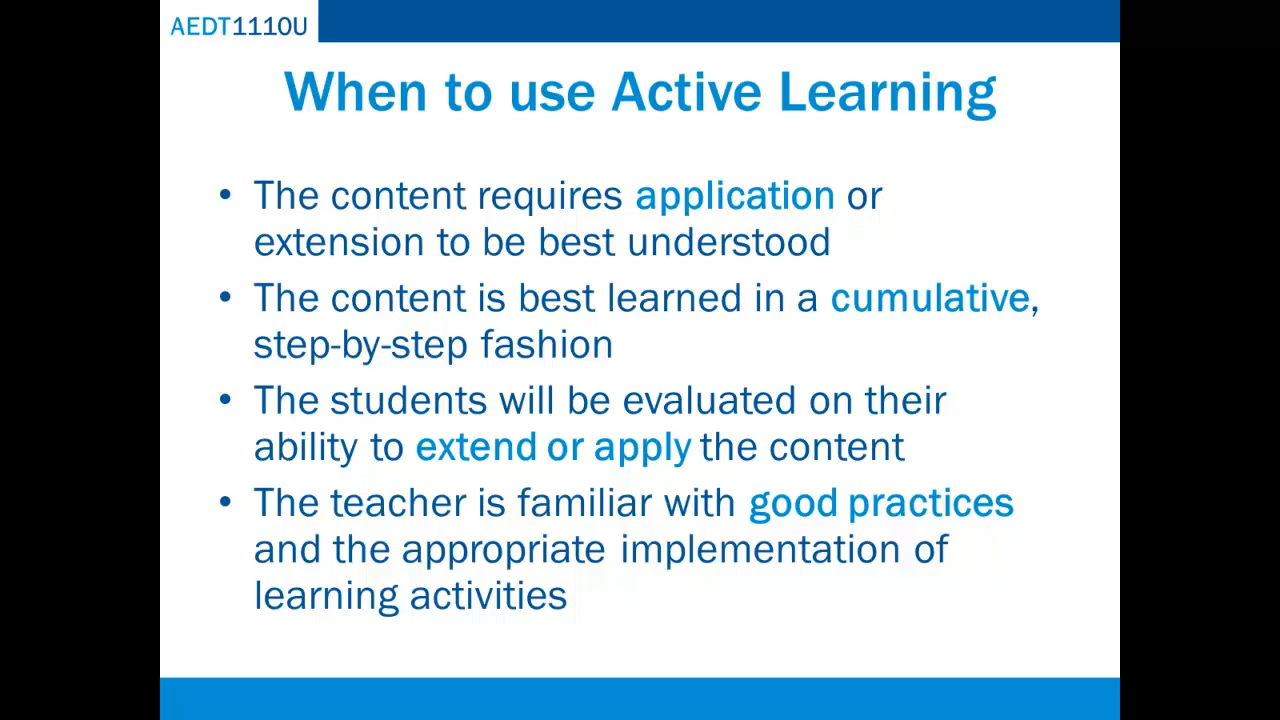 AEDT1110U
When to use Active Learning
• The content requires application or
extension to be best understood
• The content is best learned in a cumulative,
step-by-step fashion
• The students will be evaluated on their
ability to extend or apply the content
• The teacher is familiar with good practices
and the appropriate implementation of
learning activities